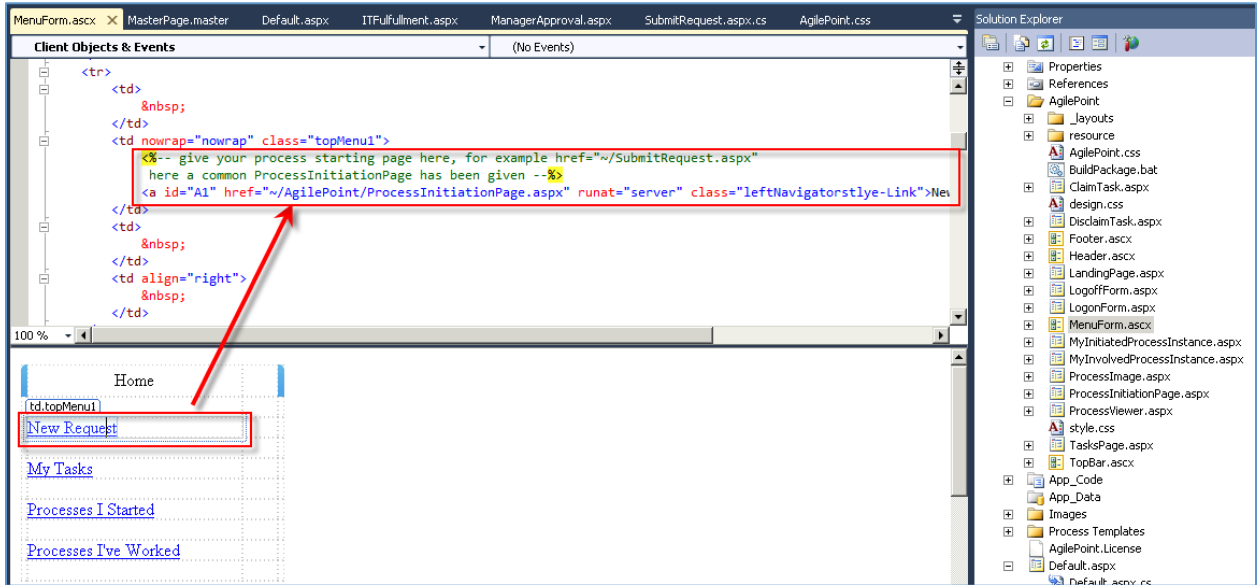 MenuForm.ascx MasterPage.master Default.aspx ITFulfullment.aspx ManagerApproval.aspx SubmitRequest.aspx.cs AgilePoint.css
Client Objects & Events (No Events)
<tr>
<td>
&nbsp;
</td>
<td nowrap="nowrap" class="topMenu1">
<%-- give your process starting page here, for example href="~/SubmitRequest.aspx"
here a common ProcessInitiationPage has been given --%>
<a id="A1" href="~/AgilePoint/ProcessInitiationPage.aspx" runat="server" class="leftNavigatorstlye-Link">New
</td>
<td>
&nbsp;
</td>
<td align="right">
&nbsp;
</td>
100 %
Home
td.topMenu1
New Request
My Tasks
Processes I Started
Processes I've Worked
Solution Explorer
Properties
References
AgilePoint
_layouts
resource
AgilePoint.css
BuildPackage.bat
ClaimTask.aspx
design.css
DisclaimTask.aspx
Footer.ascx
Header.ascx
LandingPage.aspx
LogoffForm.aspx
LogonForm.aspx
MenuForm.ascx
MyInitiatedProcessInstance.aspx
MyInvolvedProcessInstance.aspx
ProcessImage.aspx
ProcessInitiationPage.aspx
ProcessViewer.aspx
style.css
TasksPage.aspx
TopBar.ascx
App_Code
App_Data
Images
Process Templates
AgilePoint.License
Default.aspx
Default.aspx.cs